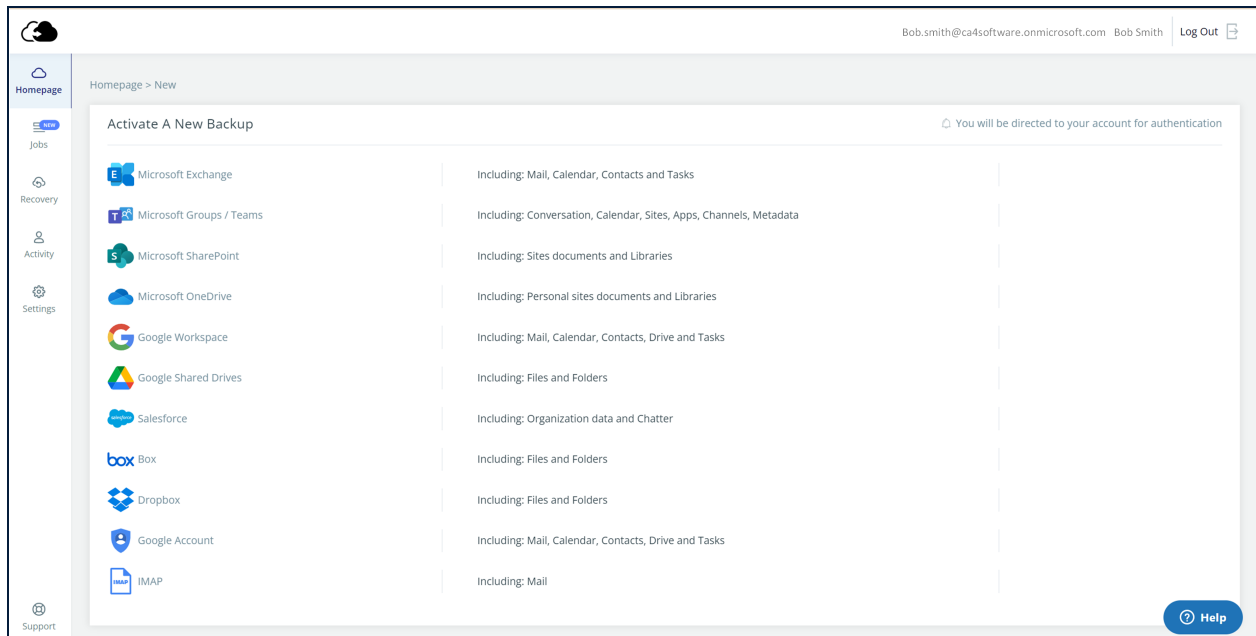 Bob.smith@ca4software.onmicrosoft.com Bob Smith Log Out
Homepage
NEW
Jobs
Recovery
Activity
Settings
Support
Homepage > New
Activate A New Backup
You will be directed to your account for authentication
E Microsoft Exchange Including: Mail, Calendar, Contacts and Tasks
T Microsoft Groups / Teams Including: Conversation, Calendar, Sites, Apps, Channels, Metadata
S Microsoft SharePoint Including: Sites documents and Libraries
Microsoft OneDrive Including: Personal sites documents and Libraries
Google Workspace Including: Mail, Calendar, Contacts, Drive and Tasks
Google Shared Drives Including: Files and Folders
salesforce Salesforce Including: Organization data and Chatter
box Box Including: Files and Folders
Dropbox Including: Files and Folders
Google Account Including: Mail, Calendar, Contacts, Drive and Tasks
IMAP IMAP Including: Mail
Help